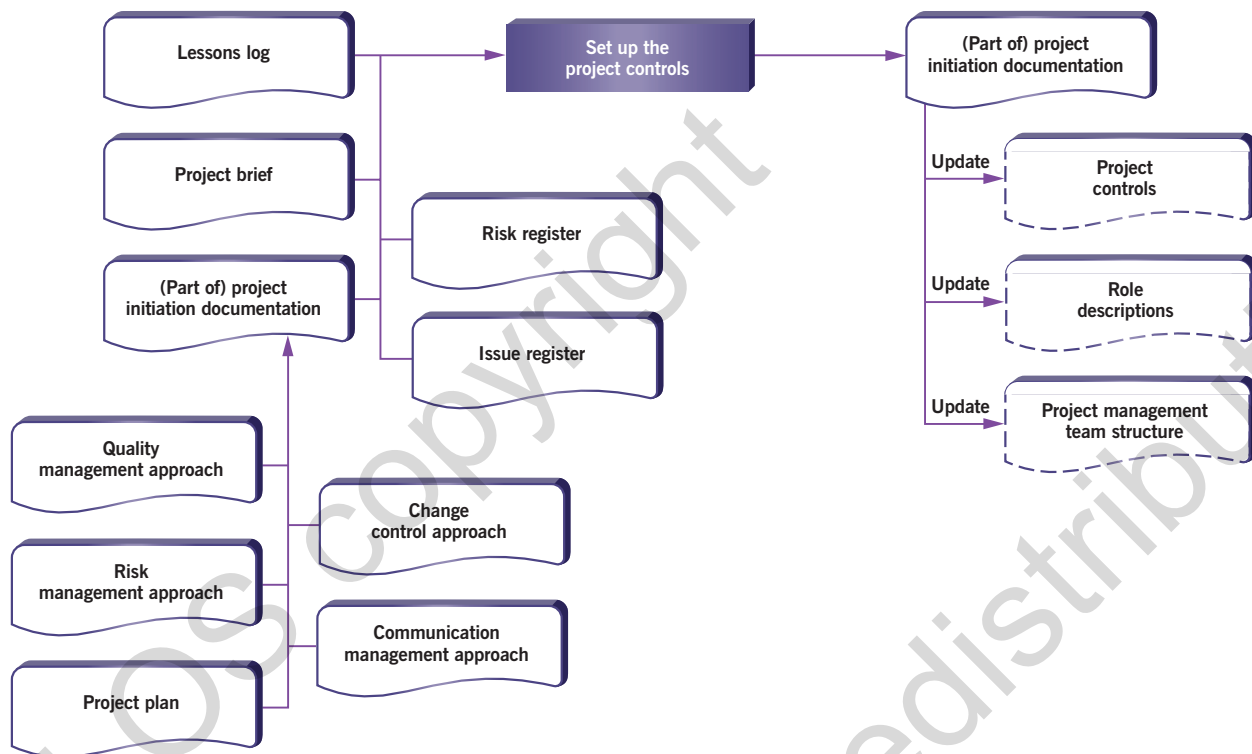 Lessons log
Set up the
project controls
(Part of) project
initiation documentation
Project brief
Update
Project
controls
Risk register
(Part of) project
initiation documentation
Update
Role
descriptions
Issue register
Update
Project management
team structure
Quality
management approach
Change
control approach
Risk
management approach
Communication
management approach
Project plan
OS copyright